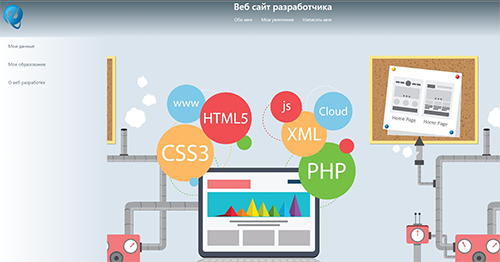 Веб сайт разработчика
Обо мне Мои увлечения Написать мне
Мои данные
Мое образование
О веб разработке
www
HTML5
CSS3
js
Cloud
XML
PHP
Home Page Home Page